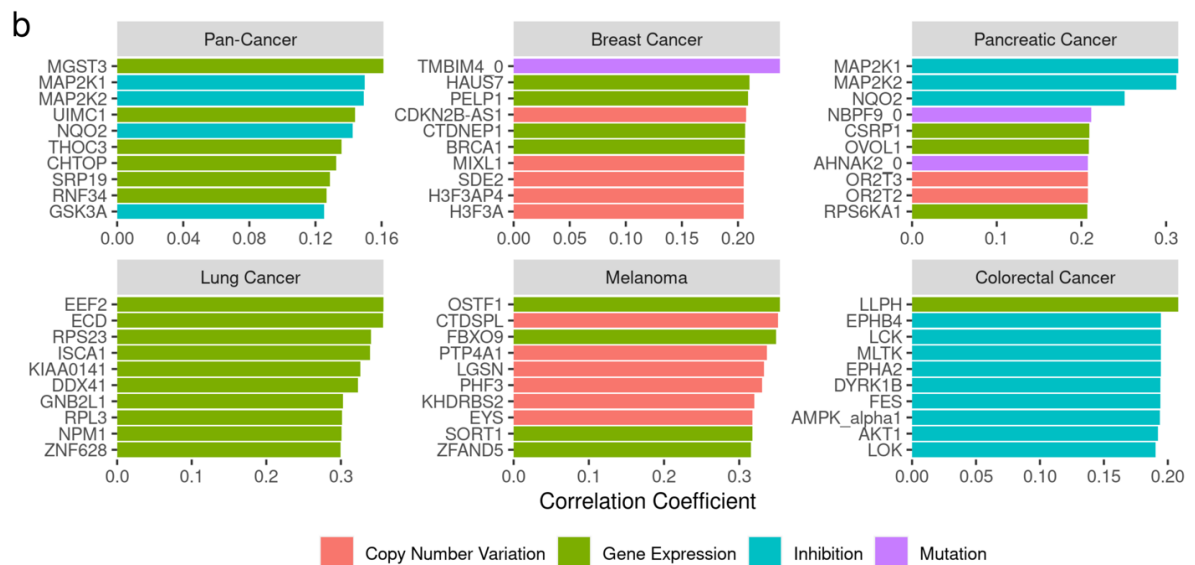 b
Pan-Cancer
MGST3
MAP2K1
MAP2K2
UIMC1
NQO2
THOC3
CHTOP
SRP19
RNF34
GSK3A
0.00 0.04 0.08 0.12 0.16
Breast Cancer
TMBIM4_0
HAUS7
PELP1
CDKN2B-AS1
CTDNEP1
BRCA1
MIXL1
SDE2
H3F3AP4
H3F3A
0.00 0.05 0.10 0.15 0.20
Pancreatic Cancer
MAP2K1
MAP2K2
NQO2
NBPF9_0
CSRP1
OVOL1
AHNAK2_0
OR2T3
OR2T2
RPS6KA1
0.0 0.1 0.2 0.3
Lung Cancer
EEF2
ECD
RPS23
ISCA1
KIAA0141
DDX41
GNB2L1
RPL3
NPM1
ZNF628
0.0 0.1 0.2 0.3
Melanoma
OSTF1
CTDSPL
FBXO9
PTP4A1
LGSN
PHF3
KHDRBS2
EYS
SORT1
ZFAND5
0.0 0.1 0.2 0.3
Colorectal Cancer
LLPH
EPHB4
LCK
MLTK
EPHA2
DYRK1B
FES
AMPK_alpha1
AKT1
LOK
0.00 0.05 0.10 0.15 0.20
Correlation Coefficient
Copy Number Variation Gene Expression Inhibition Mutation